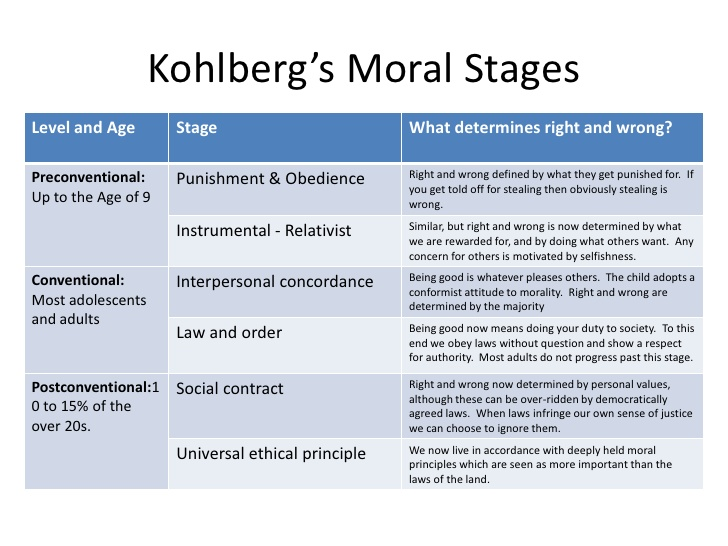 Kohlberg’s Moral Stages
Level and Age
Stage
What determines right and wrong?
Preconventional:
Up to the Age of 9
Punishment & Obedience
Right and wrong defined by what they get punished for.  If
you get told off for stealing then obviously stealing is
wrong.
Instrumental - Relativist
Similar, but right and wrong is now determined by what
we are rewarded for, and by doing what others want.  Any
concern for others is motivated by selfishness.
Conventional:
Most adolescents
and adults
Interpersonal concordance
Being good is whatever pleases others.  The child adopts a
conformist attitude to morality.  Right and wrong are
determined by the majority
Law and order
Being good now means doing your duty to society.  To this
end we obey laws without question and show a respect
for authority.  Most adults do not progress past this stage.
Postconventional:1
0 to 15% of the
over 20s.
Social contract
Right and wrong now determined by personal values,
although these can be over-ridden by democratically
agreed laws.  When laws infringe our own sense of justice
we can choose to ignore them.
Universal ethical principle
We now live in accordance with deeply held moral
principles which are seen as more important than the
laws of the land.